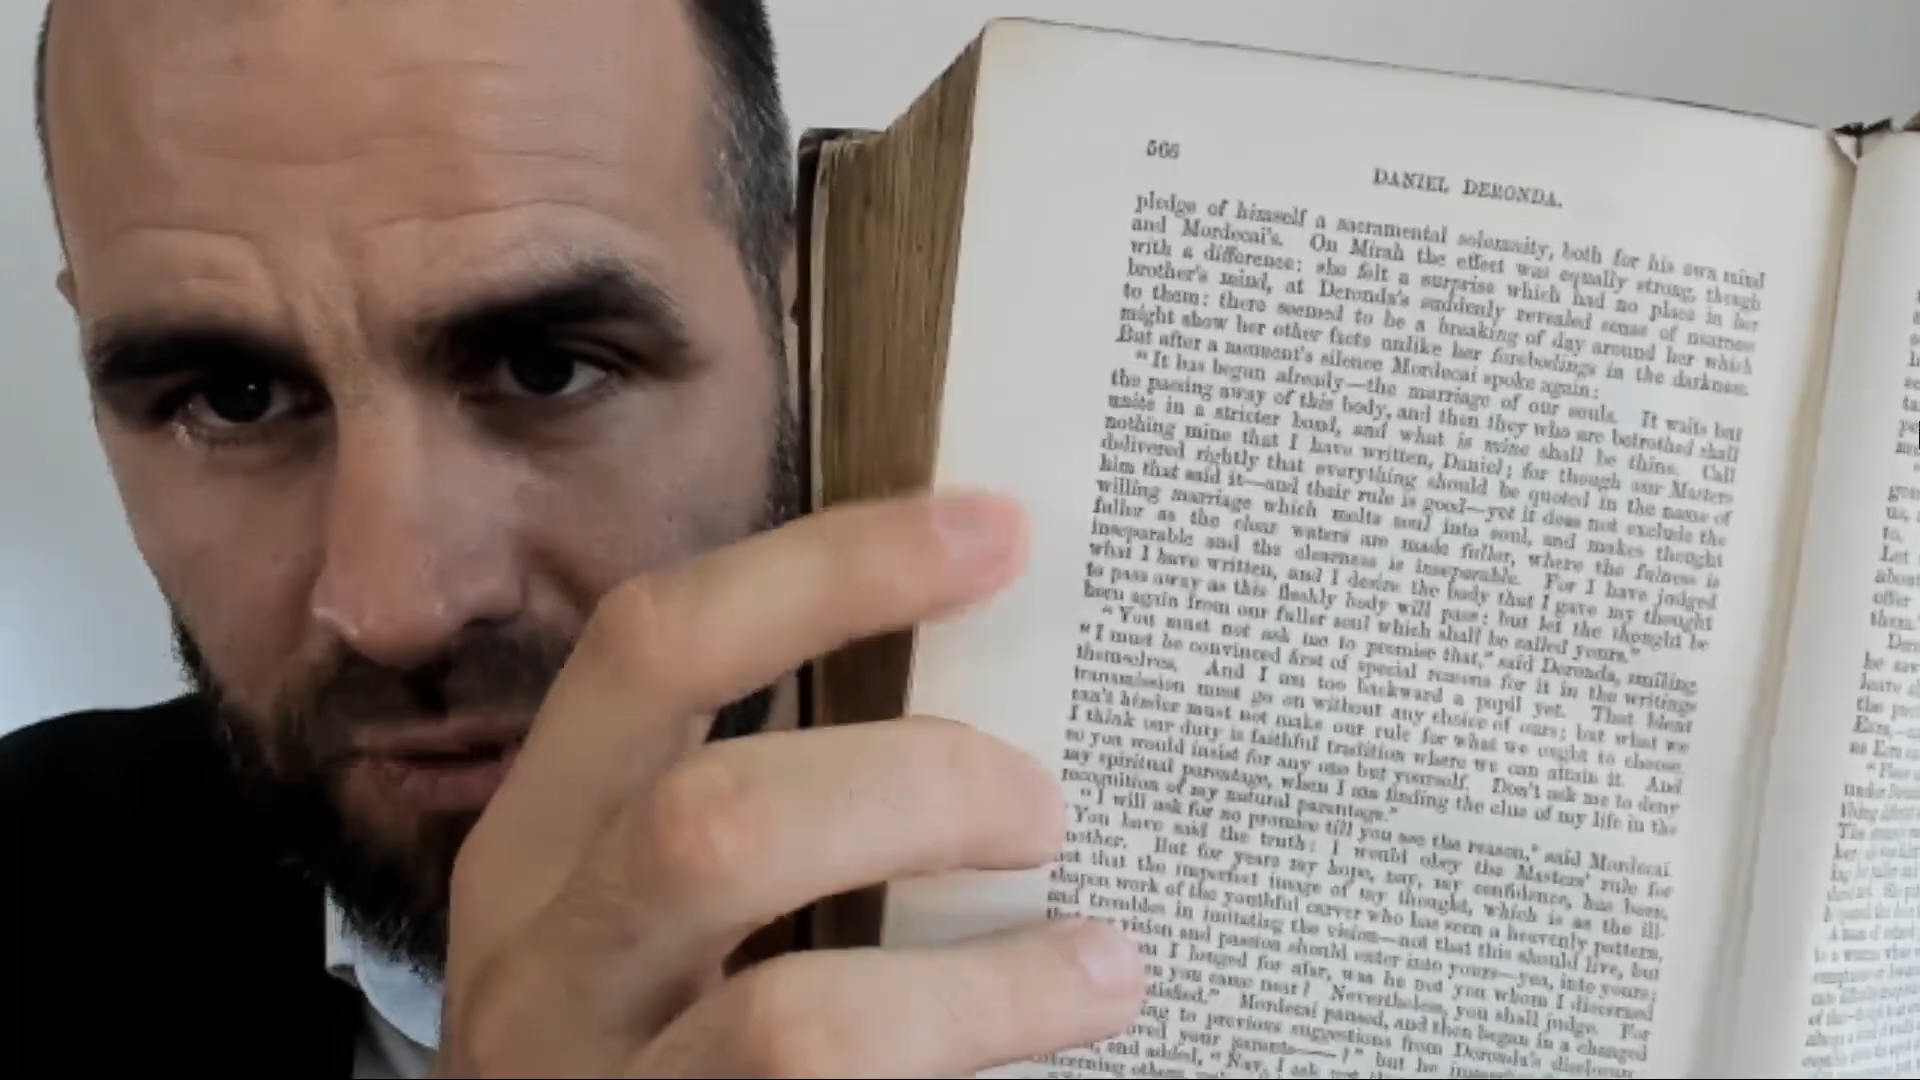 566
DANIEL DERONDA.
pledge of himself a sacramental solemnity, both for his own mind
and Mordecai's. On Mirah the effect was equally strong, though
with a difference; she felt a surprise which had no place in her
brother's mind, at Deronda's suddenly revealed sense of nearness
to them: there seemed to be a breaking of day around her which
might show her other facts unlike her forebodings in the darkness.
But after a moment's silence Mordecai spoke again:
"It has begun already—the marriage of our souls. It waits but
the passing away of this body, and then they who are betrothed shall
unite in a stricter bond, and what is mine shall be thine. Call
nothing mine that I have written, Daniel; for though our Masters
delivered rightly that everything should be quoted in the name of
him that said it—and their rule is good—yet it does not exclude the
willing marriage which melts soul into soul, and makes thought
fuller as the clear waters are made fuller, where the fulness is
inseparable and the clearness is inseparable. For I have judged
what I have written, and I desire the body that I gave my thought
to pass away as this fleshly body will pass; but let the thought be
born again from our fuller soul which shall be called yours."
"You must not ask me to promise that," said Deronda, smiling
"I must be convinced first of special reasons for it in the writings
themselves. And I am too backward a pupil yet. That blent
transmission must go on without any choice of ours; but what we
can't hinder must not make our rule for what we ought to choose.
I think our duty is faithful tradition where we can attain it. And
so you would insist for any one but yourself. Don't ask me to deny
my spiritual parentage, when I am finding the clue of my life in the
recognition of my natural parentage."
"I will ask for no promise till you see the reason," said Mordecai.
You have said the truth: I would obey the Masters' rule for
another. But for years my hope, nay, my confidence, has been,
not that the imperfect image of my thought, which is as the ill-
shapen work of the youthful carver who has seen a heavenly pattern,
and trembles in imitating the vision—not that this should live, but
that my vision and passion should enter into yours—yea, into yours;
I longed for afar, was he not you whom I discerned
you came near? Nevertheless, you shall judge. For
Mordecai paused, and then began in a changed
to previous suggestions from Deronda's
your parents——?" but he
and added, "Nay, I ask not
others